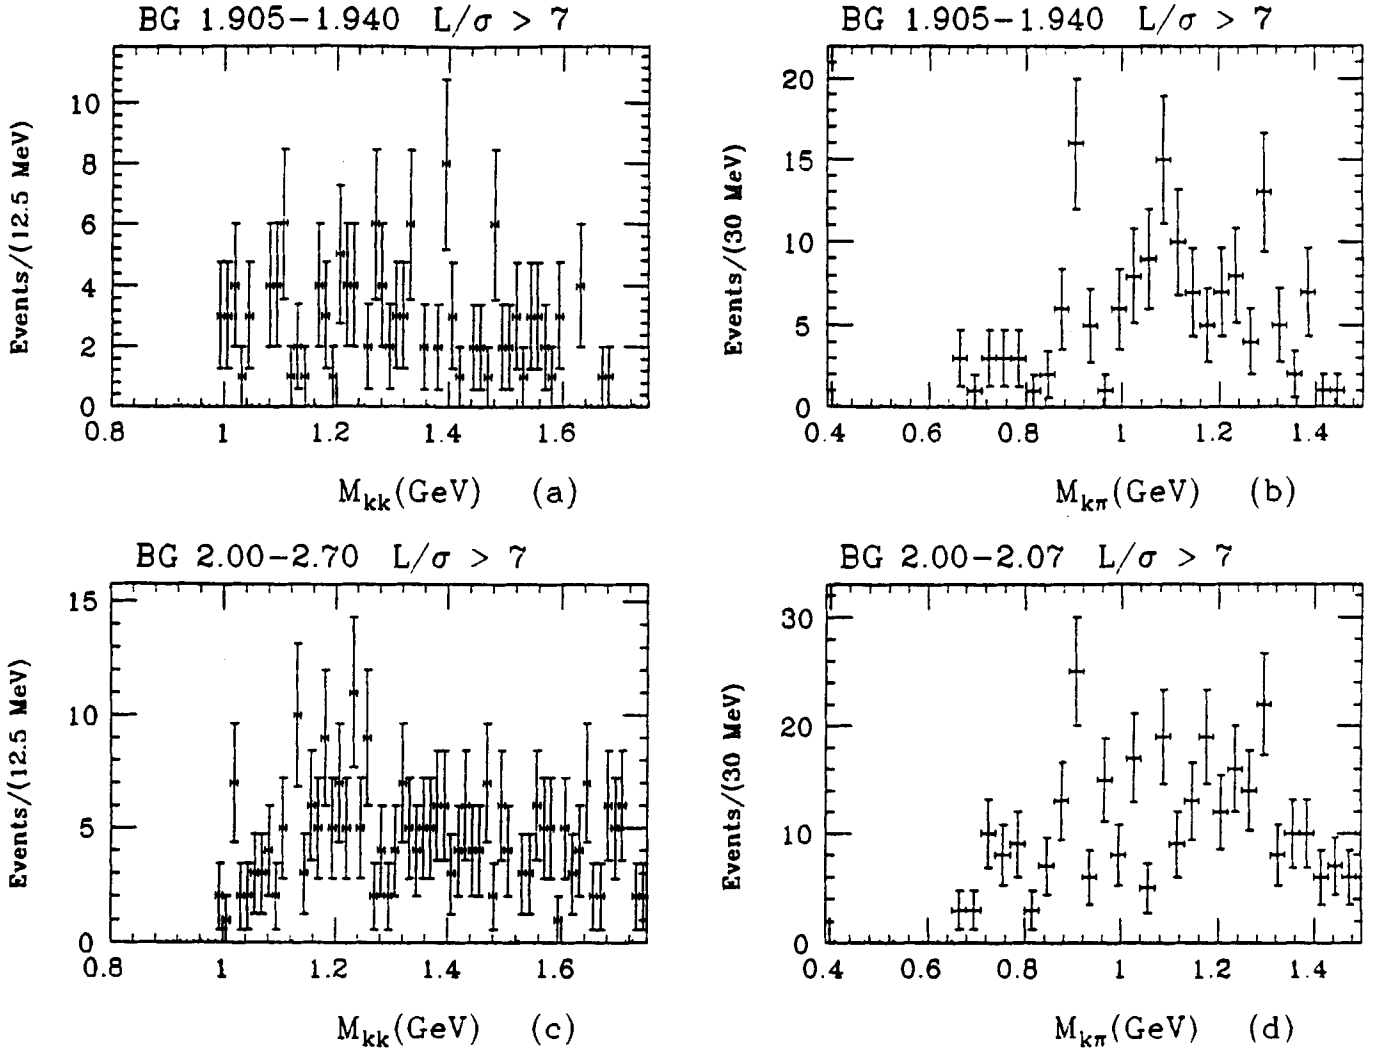 BG 1.905−1.940 L/σ > 7
Events/(12.5 MeV)
10
8
6
4
2
0
0.8 1 1.2 1.4 1.6
M_kk(GeV) (a)
BG 1.905−1.940 L/σ > 7
Events/(30 MeV)
20
15
10
5
0
0.4 0.6 0.8 1 1.2 1.4
M_kπ(GeV) (b)
BG 2.00−2.70 L/σ > 7
Events/(12.5 MeV)
15
10
5
0
0.8 1 1.2 1.4 1.6
M_kk(GeV) (c)
BG 2.00−2.07 L/σ > 7
Events/(30 MeV)
30
20
10
0
0.4 0.6 0.8 1 1.2 1.4
M_kπ(GeV) (d)